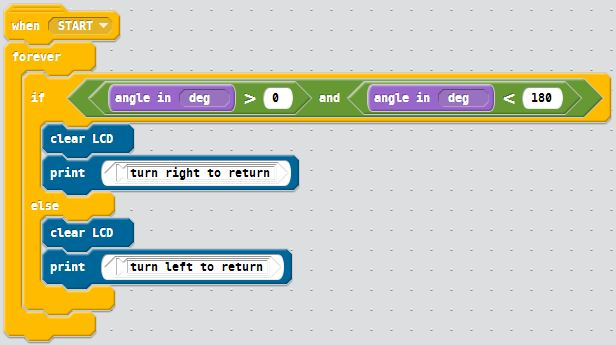 when START
forever
if angle in deg > 0 and angle in deg < 180
clear LCD
print turn right to return
else
clear LCD
print turn left to return